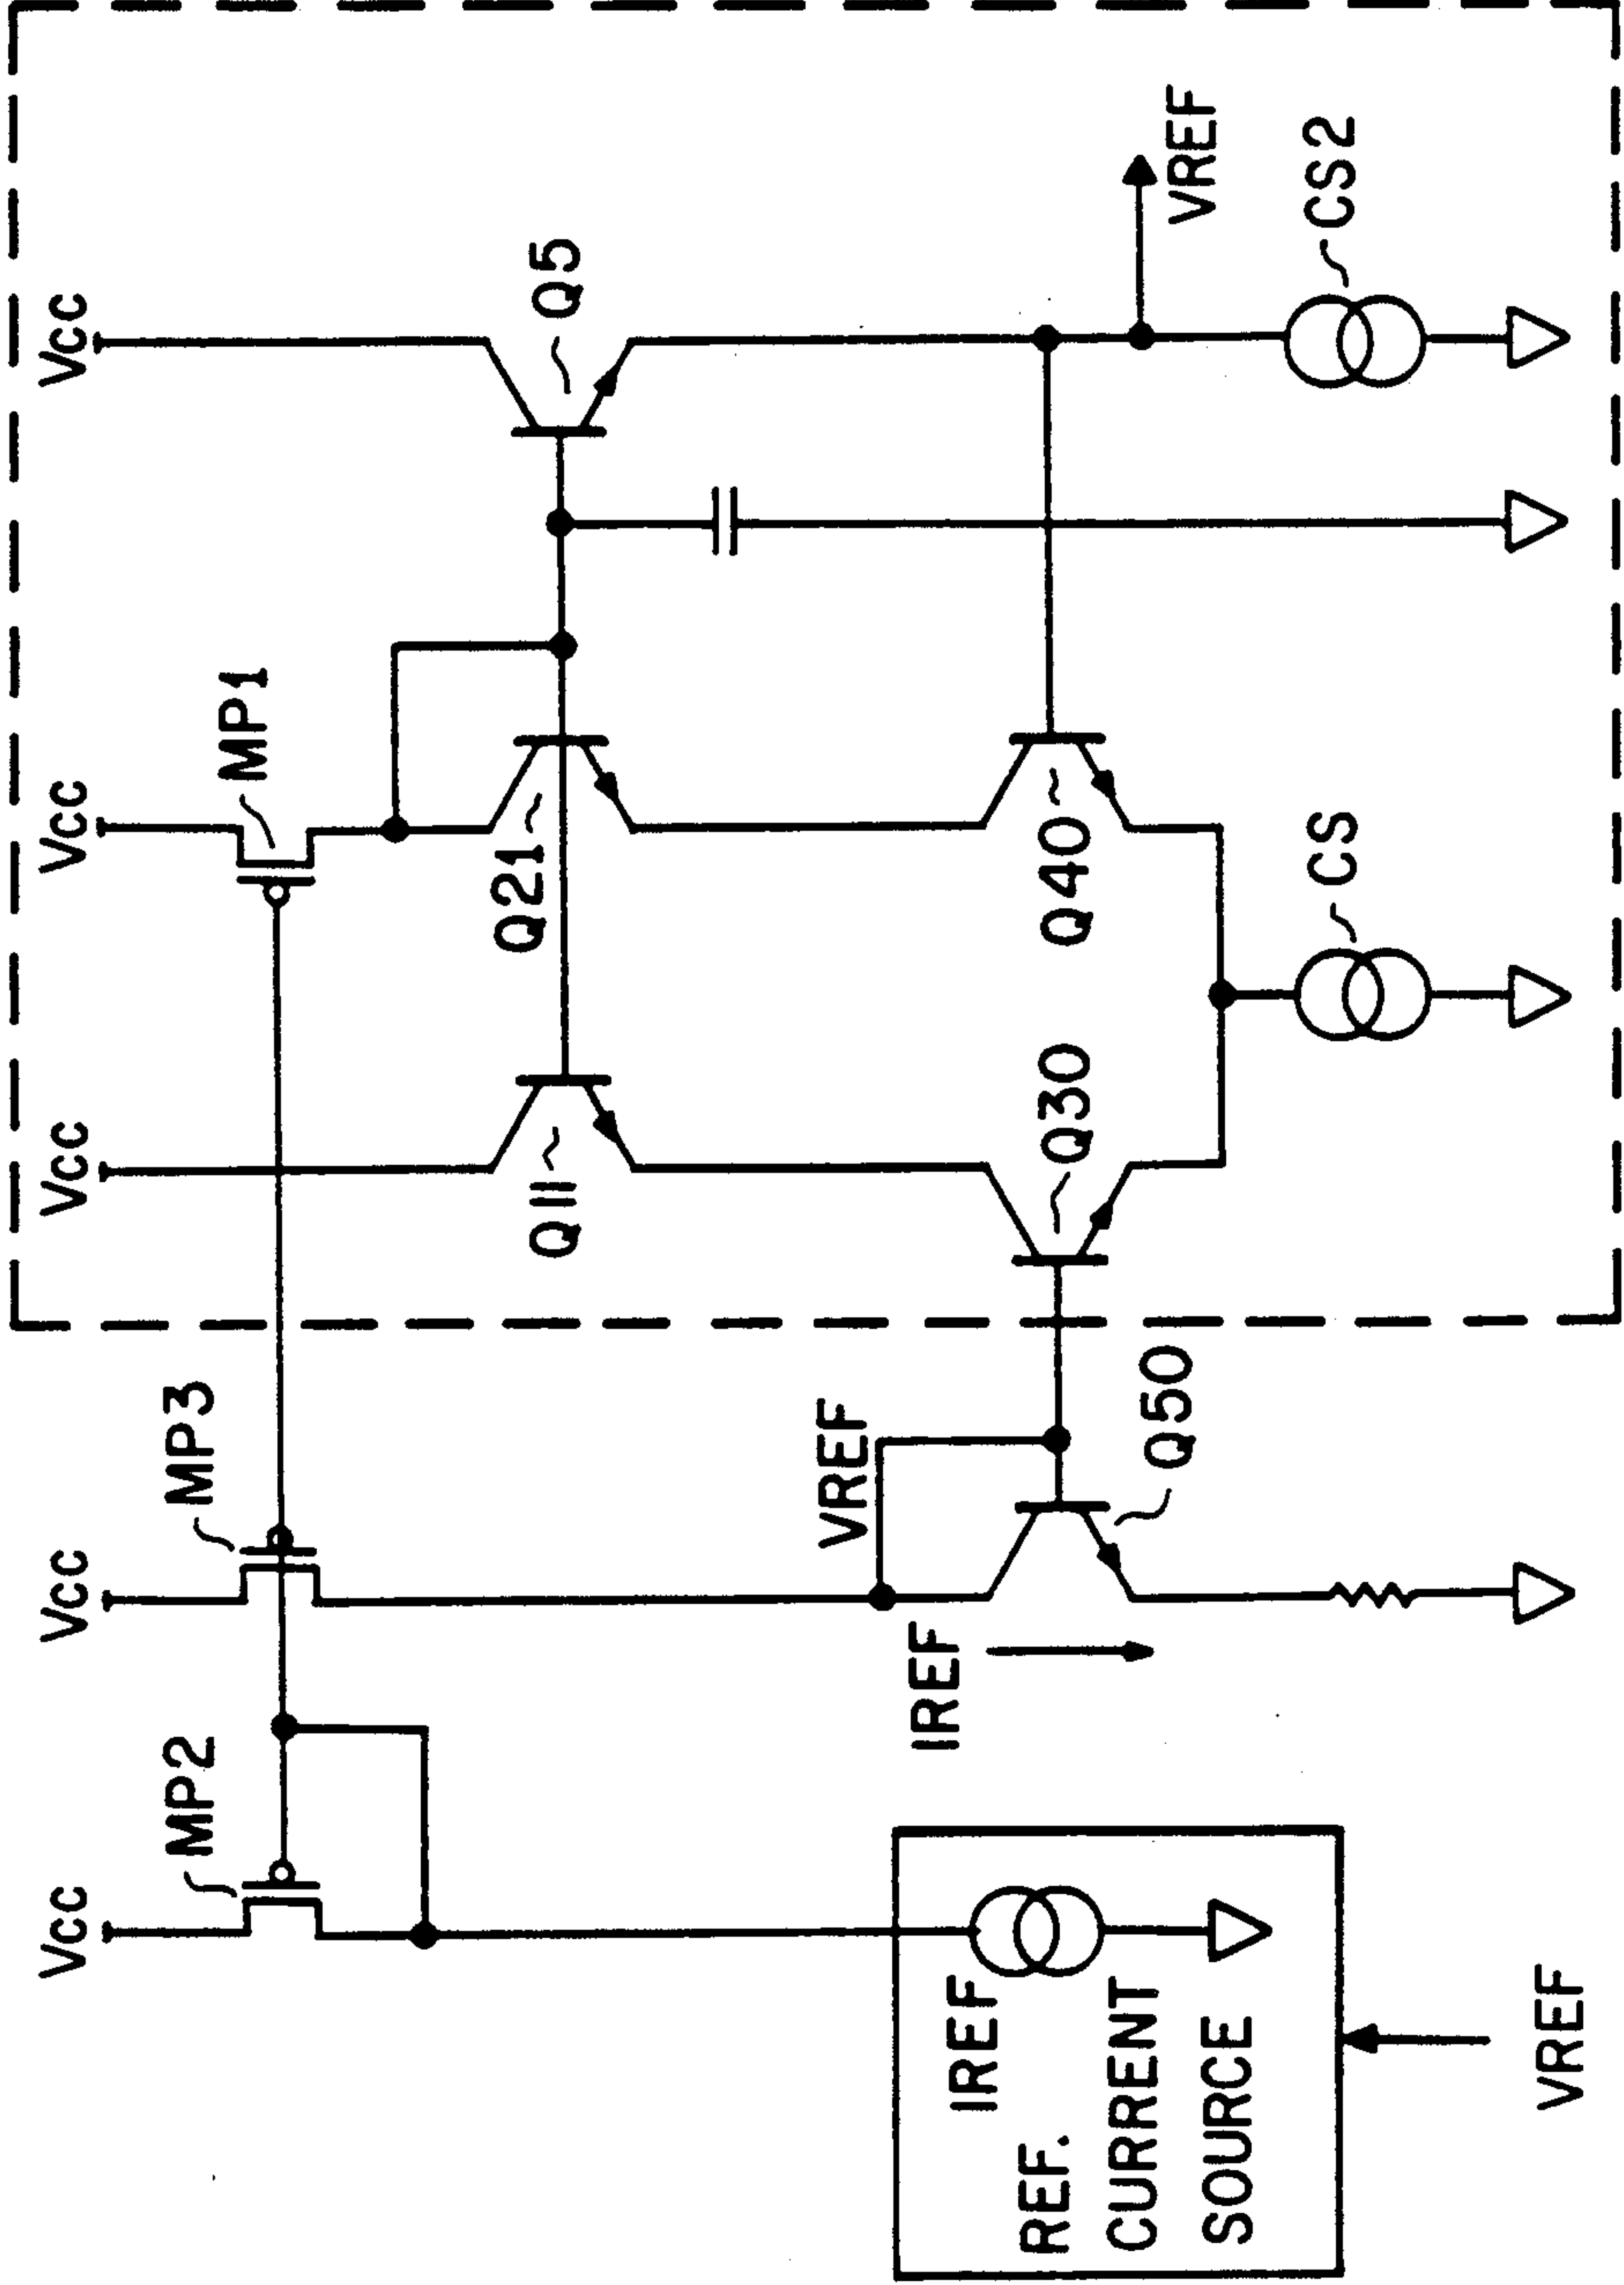 Vcc
Vcc
Vcc
Vcc
Vcc
MP2
MP3
MP1
Q11
Q21
Q5
VREF
IREF
IREF
REF.
CURRENT
SOURCE
Q50
Q30
Q40
VREF
CS
CS2
VREF